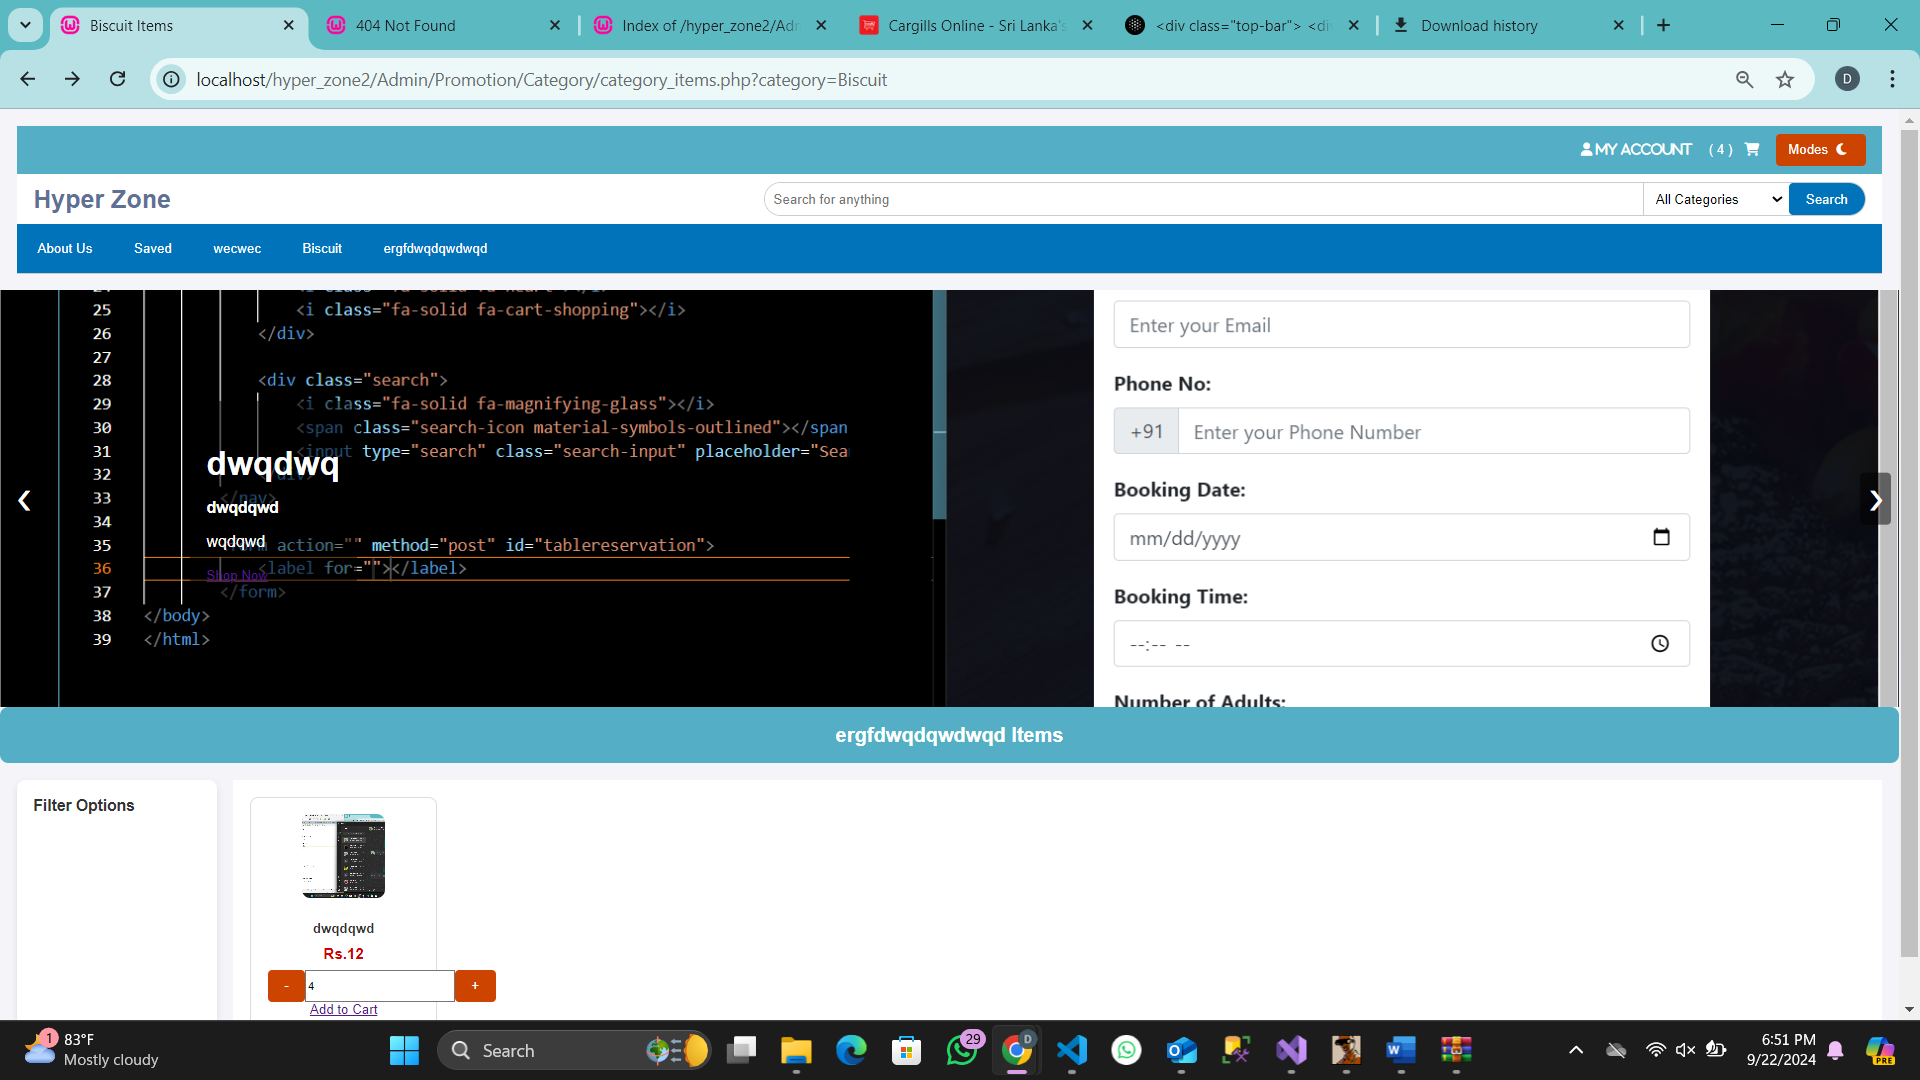 Biscuit Items
404 Not Found
Index of /hyper_zone2/Adn
Cargills Online - Sri Lanka's
<div class="top-bar"> <di
Download history
localhost/hyper_zone2/Admin/Promotion/Category/category_items.php?category=Biscuit
D
MY ACCOUNT
( 4 )
Modes
Hyper Zone
Search for anything
All Categories
Search
About Us
Saved
wecwec
Biscuit
ergfdwqdqwdwqd
25 <i class="fa-solid fa-cart-shopping"></i>
26 </div>
27
28 <div class="search">
29 <i class="fa-solid fa-magnifying-glass"></i>
30 <span class="search-icon material-symbols-outlined"></span
31 <input type="search" class="search-input" placeholder="Sea
32
33 </nav>
34
35 action="" method="post" id="tablereservation">
36 <label for=""></label>
37 </form>
38 </body>
39 </html>
dwqdwq
dwqdqwd
wqdqwd
Shop Now
❮
❯
Enter your Email
Phone No:
+91 Enter your Phone Number
Booking Date:
mm/dd/yyyy
Booking Time:
--:-- --
Number of Adults:
ergfdwqdqwdwqd Items
Filter Options
dwqdqwd
Rs.12
- 4 +
Add to Cart
1
83°F
Mostly cloudy
Search
29
D
6:51 PM
9/22/2024
PRE